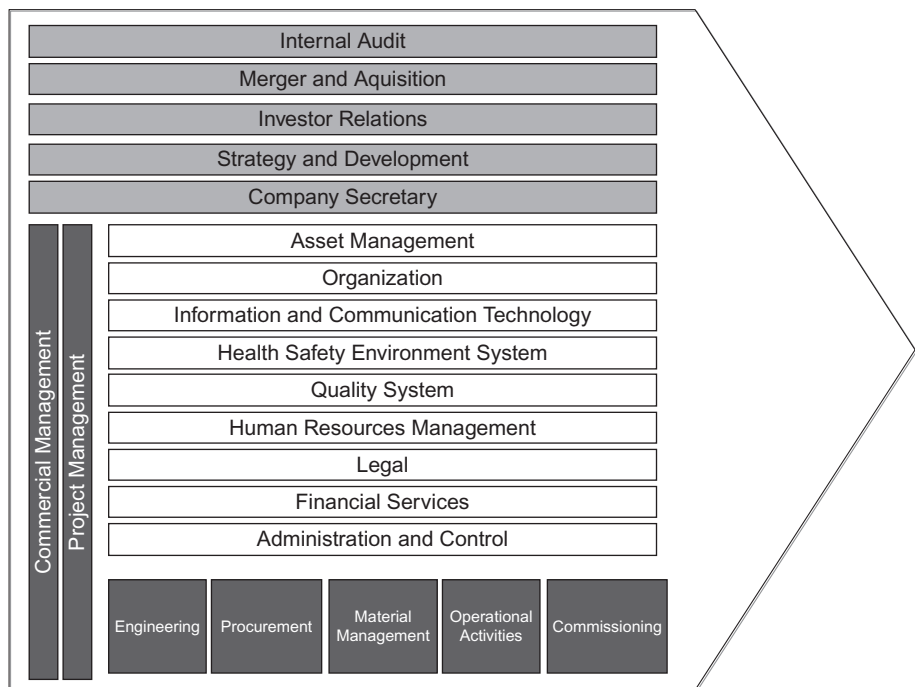 Internal Audit
Merger and Aquisition
Investor Relations
Strategy and Development
Company Secretary
Commercial Management
Project Management
Asset Management
Organization
Information and Communication Technology
Health Safety Environment System
Quality System
Human Resources Management
Legal
Financial Services
Administration and Control
Engineering
Procurement
Material
Management
Operational
Activities
Commissioning